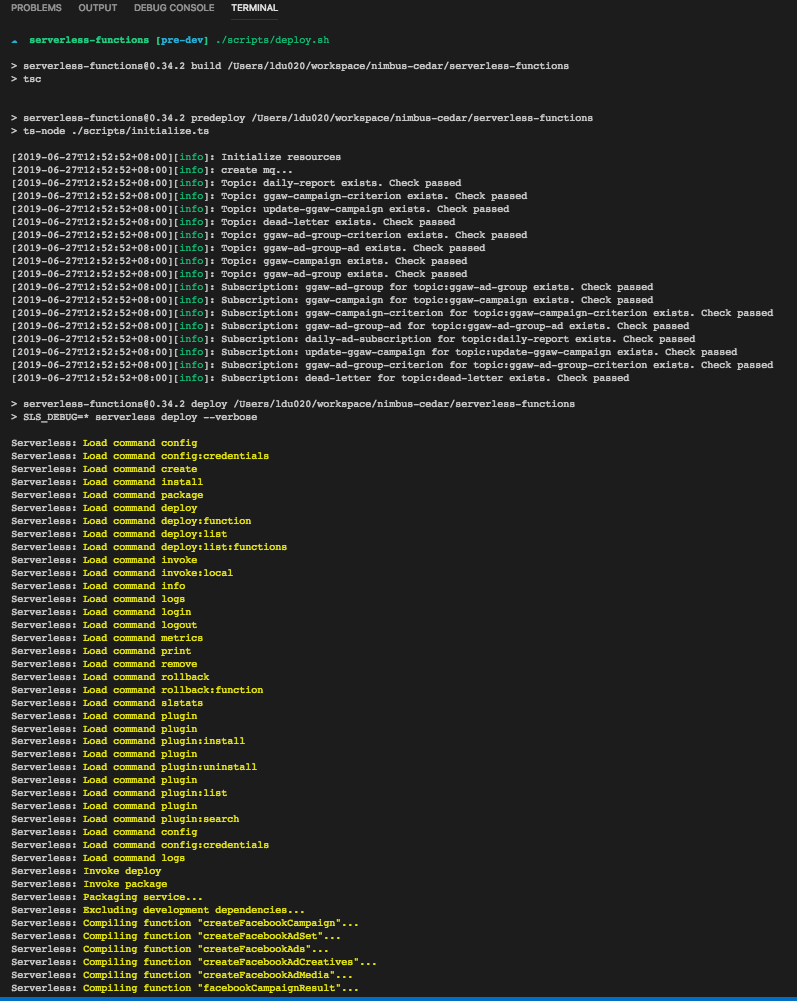 PROBLEMS OUTPUT DEBUG CONSOLE TERMINAL
serverless-functions [pre-dev] ./scripts/deploy.sh
> serverless-functions@0.34.2 build /Users/ldu020/workspace/nimbus-cedar/serverless-functions
> tsc
> serverless-functions@0.34.2 predeploy /Users/ldu020/workspace/nimbus-cedar/serverless-functions
> ts-node ./scripts/initialize.ts
[2019-06-27T12:52:52+08:00][info]: Initialize resources
[2019-06-27T12:52:52+08:00][info]: create mq...
[2019-06-27T12:52:52+08:00][info]: Topic: daily-report exists. Check passed
[2019-06-27T12:52:52+08:00][info]: Topic: ggaw-campaign-criterion exists. Check passed
[2019-06-27T12:52:52+08:00][info]: Topic: update-ggaw-campaign exists. Check passed
[2019-06-27T12:52:52+08:00][info]: Topic: dead-letter exists. Check passed
[2019-06-27T12:52:52+08:00][info]: Topic: ggaw-ad-group-criterion exists. Check passed
[2019-06-27T12:52:52+08:00][info]: Topic: ggaw-ad-group-ad exists. Check passed
[2019-06-27T12:52:52+08:00][info]: Topic: ggaw-campaign exists. Check passed
[2019-06-27T12:52:52+08:00][info]: Topic: ggaw-ad-group exists. Check passed
[2019-06-27T12:52:52+08:00][info]: Subscription: ggaw-ad-group for topic:ggaw-ad-group exists. Check passed
[2019-06-27T12:52:52+08:00][info]: Subscription: ggaw-campaign for topic:ggaw-campaign exists. Check passed
[2019-06-27T12:52:52+08:00][info]: Subscription: ggaw-campaign-criterion for topic:ggaw-campaign-criterion exists. Check passed
[2019-06-27T12:52:52+08:00][info]: Subscription: ggaw-ad-group-ad for topic:ggaw-ad-group-ad exists. Check passed
[2019-06-27T12:52:52+08:00][info]: Subscription: daily-ad-subscription for topic:daily-report exists. Check passed
[2019-06-27T12:52:52+08:00][info]: Subscription: update-ggaw-campaign for topic:update-ggaw-campaign exists. Check passed
[2019-06-27T12:52:52+08:00][info]: Subscription: ggaw-ad-group-criterion for topic:ggaw-ad-group-criterion exists. Check passed
[2019-06-27T12:52:52+08:00][info]: Subscription: dead-letter for topic:dead-letter exists. Check passed
> serverless-functions@0.34.2 deploy /Users/ldu020/workspace/nimbus-cedar/serverless-functions
> SLS_DEBUG=* serverless deploy --verbose
Serverless: Load command config
Serverless: Load command config:credentials
Serverless: Load command create
Serverless: Load command install
Serverless: Load command package
Serverless: Load command deploy
Serverless: Load command deploy:function
Serverless: Load command deploy:list
Serverless: Load command deploy:list:functions
Serverless: Load command invoke
Serverless: Load command invoke:local
Serverless: Load command info
Serverless: Load command logs
Serverless: Load command login
Serverless: Load command logout
Serverless: Load command metrics
Serverless: Load command print
Serverless: Load command remove
Serverless: Load command rollback
Serverless: Load command rollback:function
Serverless: Load command slstats
Serverless: Load command plugin
Serverless: Load command plugin
Serverless: Load command plugin:install
Serverless: Load command plugin
Serverless: Load command plugin:uninstall
Serverless: Load command plugin
Serverless: Load command plugin:list
Serverless: Load command plugin
Serverless: Load command plugin:search
Serverless: Load command config
Serverless: Load command config:credentials
Serverless: Load command logs
Serverless: Invoke deploy
Serverless: Invoke package
Serverless: Packaging service...
Serverless: Excluding development dependencies...
Serverless: Compiling function "createFacebookCampaign"...
Serverless: Compiling function "createFacebookAdSet"...
Serverless: Compiling function "createFacebookAds"...
Serverless: Compiling function "createFacebookAdCreatives"...
Serverless: Compiling function "createFacebookAdMedia"...
Serverless: Compiling function "facebookCampaignResult"...